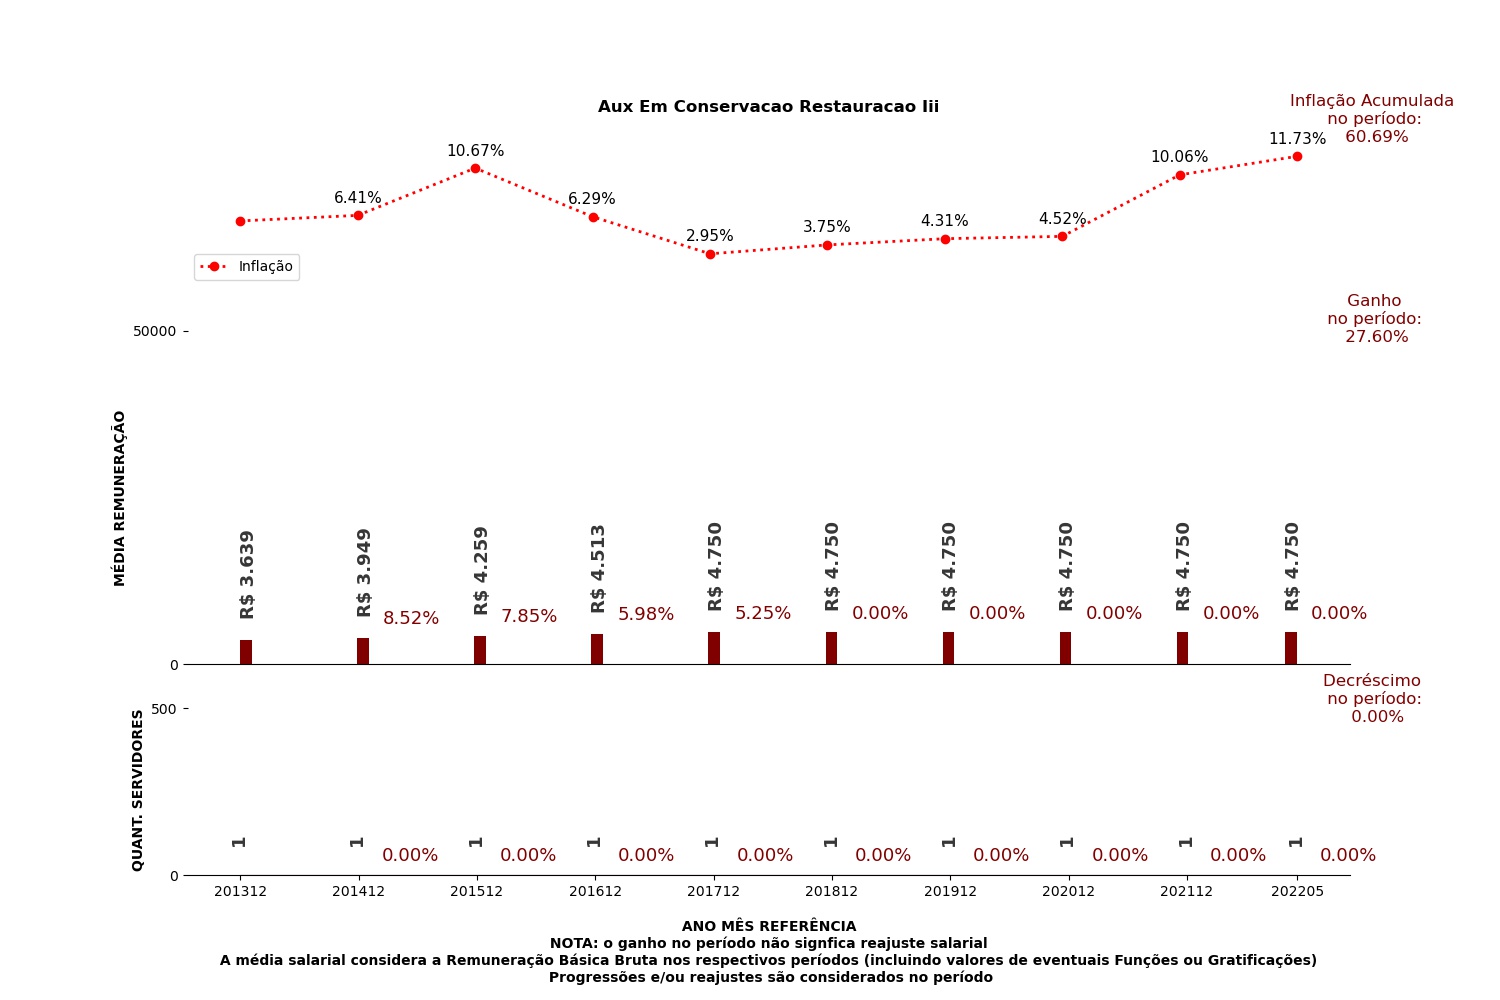 Aux Em Conservacao Restauracao Iii
Inflação Acumulada
no período:
60.69%
6.41%
10.67%
6.29%
2.95%
3.75%
4.31%
4.52%
10.06%
11.73%
Inflação
Ganho
no período:
27.60%
50000
0
MÉDIA REMUNERAÇÃO
R$ 3.639
R$ 3.949
R$ 4.259
R$ 4.513
R$ 4.750
R$ 4.750
R$ 4.750
R$ 4.750
R$ 4.750
R$ 4.750
8.52%
7.85%
5.98%
5.25%
0.00%
0.00%
0.00%
0.00%
0.00%
Decréscimo
no período:
0.00%
500
0
QUANT. SERVIDORES
1
1
1
1
1
1
1
1
1
1
0.00%
0.00%
0.00%
0.00%
0.00%
0.00%
0.00%
0.00%
0.00%
201312
201412
201512
201612
201712
201812
201912
202012
202112
202205
ANO MÊS REFERÊNCIA
NOTA: o ganho no período não signfica reajuste salarial
A média salarial considera a Remuneração Básica Bruta nos respectivos períodos (incluindo valores de eventuais Funções ou Gratificações)
Progressões e/ou reajustes são considerados no período